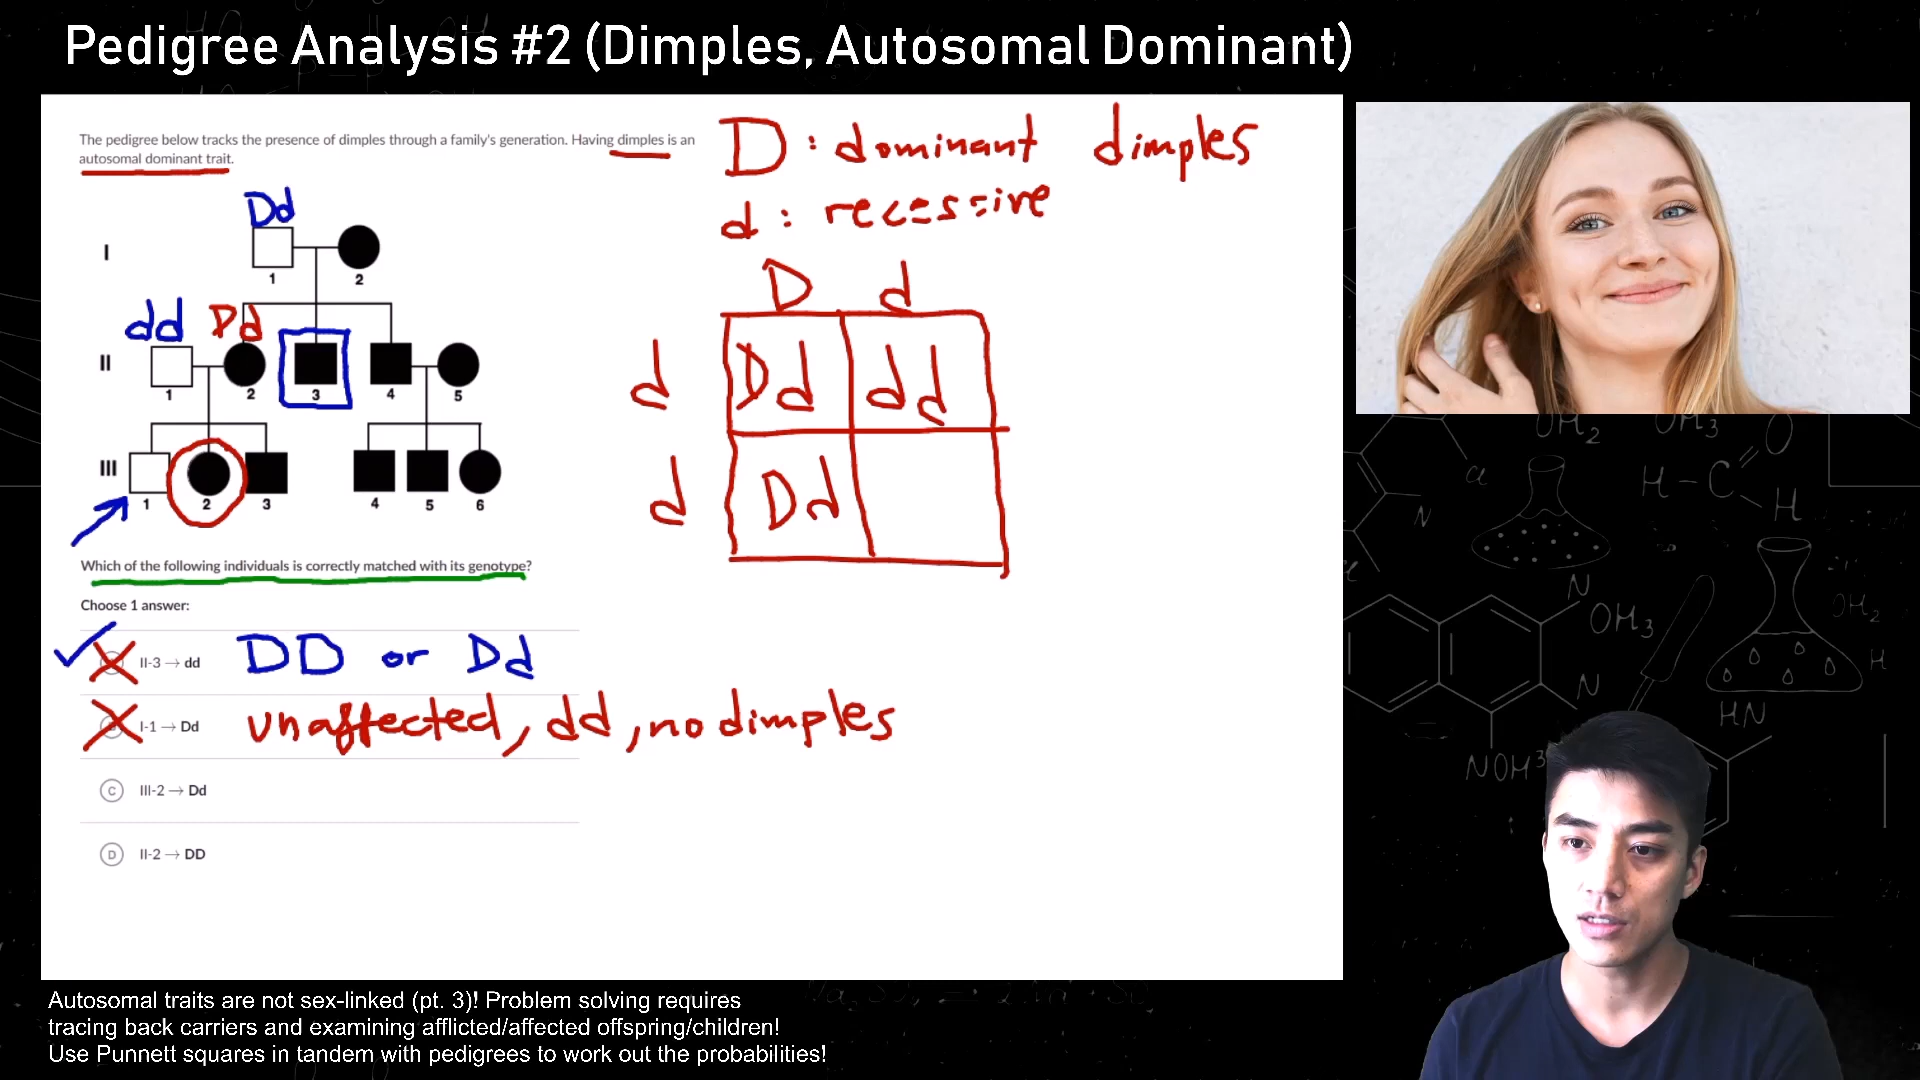 Pedigree Analysis #2 (Dimples, Autosomal Dominant)
The pedigree below tracks the presence of dimples through a family's generation. Having dimples is an
autosomal dominant trait.
D : dominant dimples
d : recessive
Dd
I
1 2
dd Dd
II
1 2 3 4 5
III
1 2 3 4 5 6
D d
d Dd dd
d Dd
Which of the following individuals is correctly matched with its genotype?
Choose 1 answer:
II-3 → dd DD or Dd
I-1 → Dd unaffected, dd, no dimples
C III-2 → Dd
D II-2 → DD
Autosomal traits are not sex-linked (pt. 3)! Problem solving requires
tracing back carriers and examining afflicted/affected offspring/children!
Use Punnett squares in tandem with pedigrees to work out the probabilities!
OH₃
H-C
O
H
N
N
OH₃
N
HN
H
NOH³